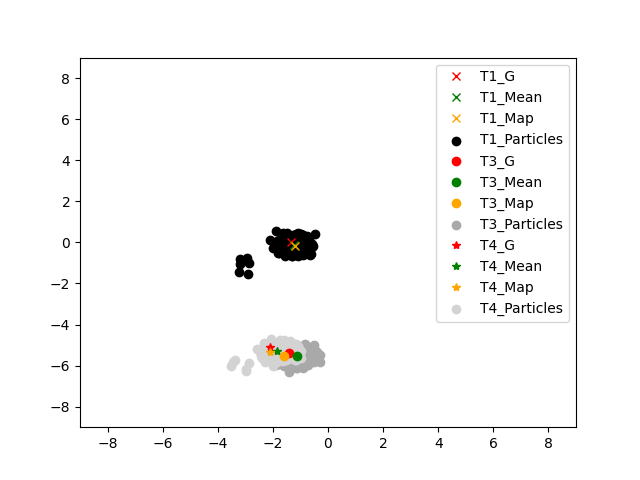 8
6
4
2
0
−2
−4
−6
−8
−8 −6 −4 −2 0 2 4 6 8
T1_G
T1_Mean
T1_Map
T1_Particles
T3_G
T3_Mean
T3_Map
T3_Particles
T4_G
T4_Mean
T4_Map
T4_Particles